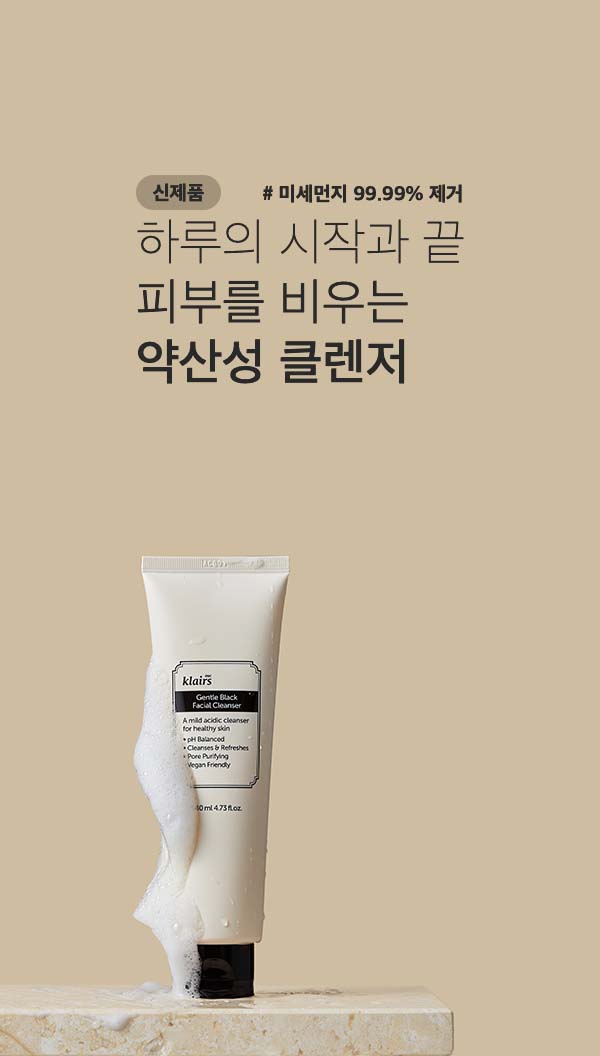 신제품 # 미세먼지 99.99% 제거
하루의 시작과 끝
피부를 비우는
약산성 클렌저
klairs
Gentle Black
Facial Cleanser
A mild acidic cleanser
for healthy skin
pH Balanced
Cleanses & Refreshes
Pore Purifying
Vegan Friendly
ml 4.73 fl.oz.